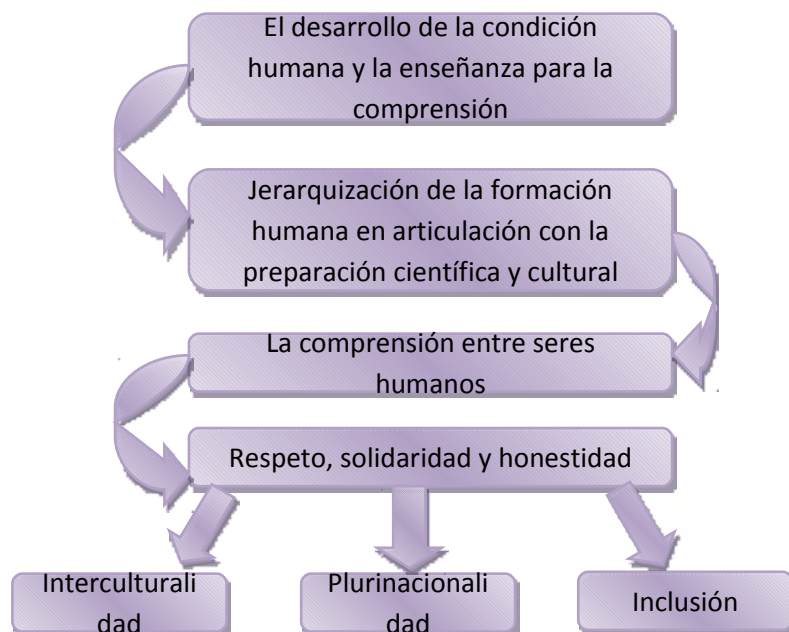 El desarrollo de la condición
humana y la enseñanza para la
comprensión
Jerarquización de la formación
humana en articulación con la
preparación científica y cultural
La comprensión entre seres
humanos
Respeto, solidaridad y honestidad
Interculturali
dad
Plurinacionali
dad
Inclusión